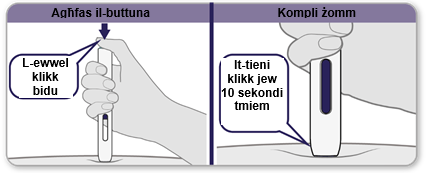 Agħfas il-buttuna
L-ewwel
klikk
bidu
Kompli żomm
It-tieni
klikk jew
10 sekondi
tmiem